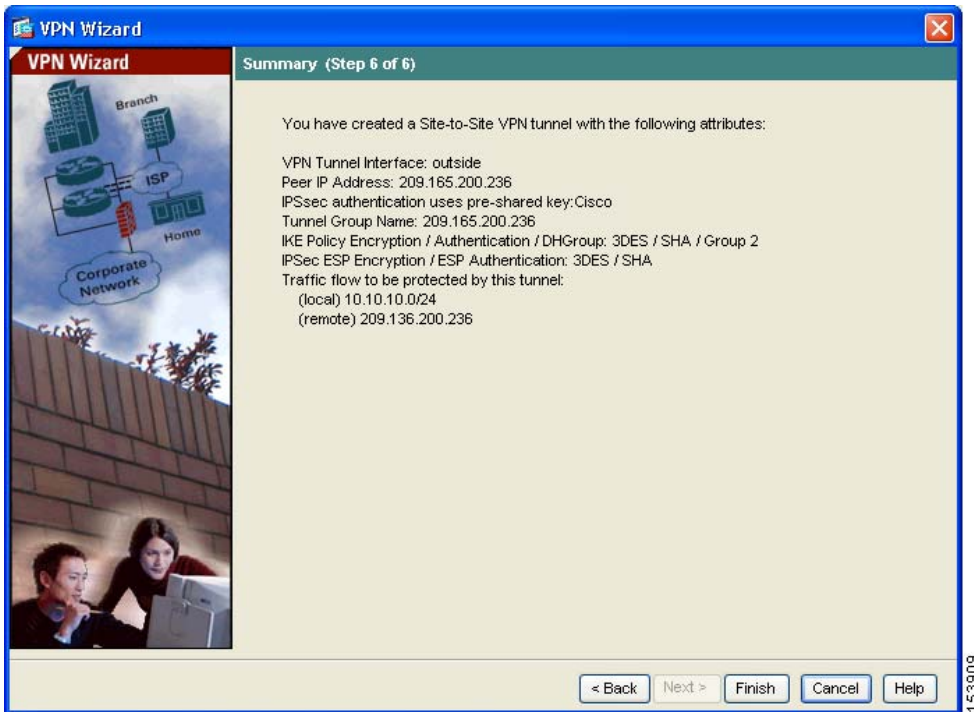 VPN Wizard
VPN Wizard
Branch
ISP
Home
Corporate
Network
Summary (Step 6 of 6)
You have created a Site-to-Site VPN tunnel with the following attributes:
VPN Tunnel Interface: outside
Peer IP Address: 209.165.200.236
IPSsec authentication uses pre-shared key:Cisco
Tunnel Group Name: 209.165.200.236
IKE Policy Encryption / Authentication / DHGroup: 3DES / SHA / Group 2
IPSec ESP Encryption / ESP Authentication: 3DES / SHA
Traffic flow to be protected by this tunnel:
(local) 10.10.10.0/24
(remote) 209.136.200.236
< Back
Next >
Finish
Cancel
Help
153909